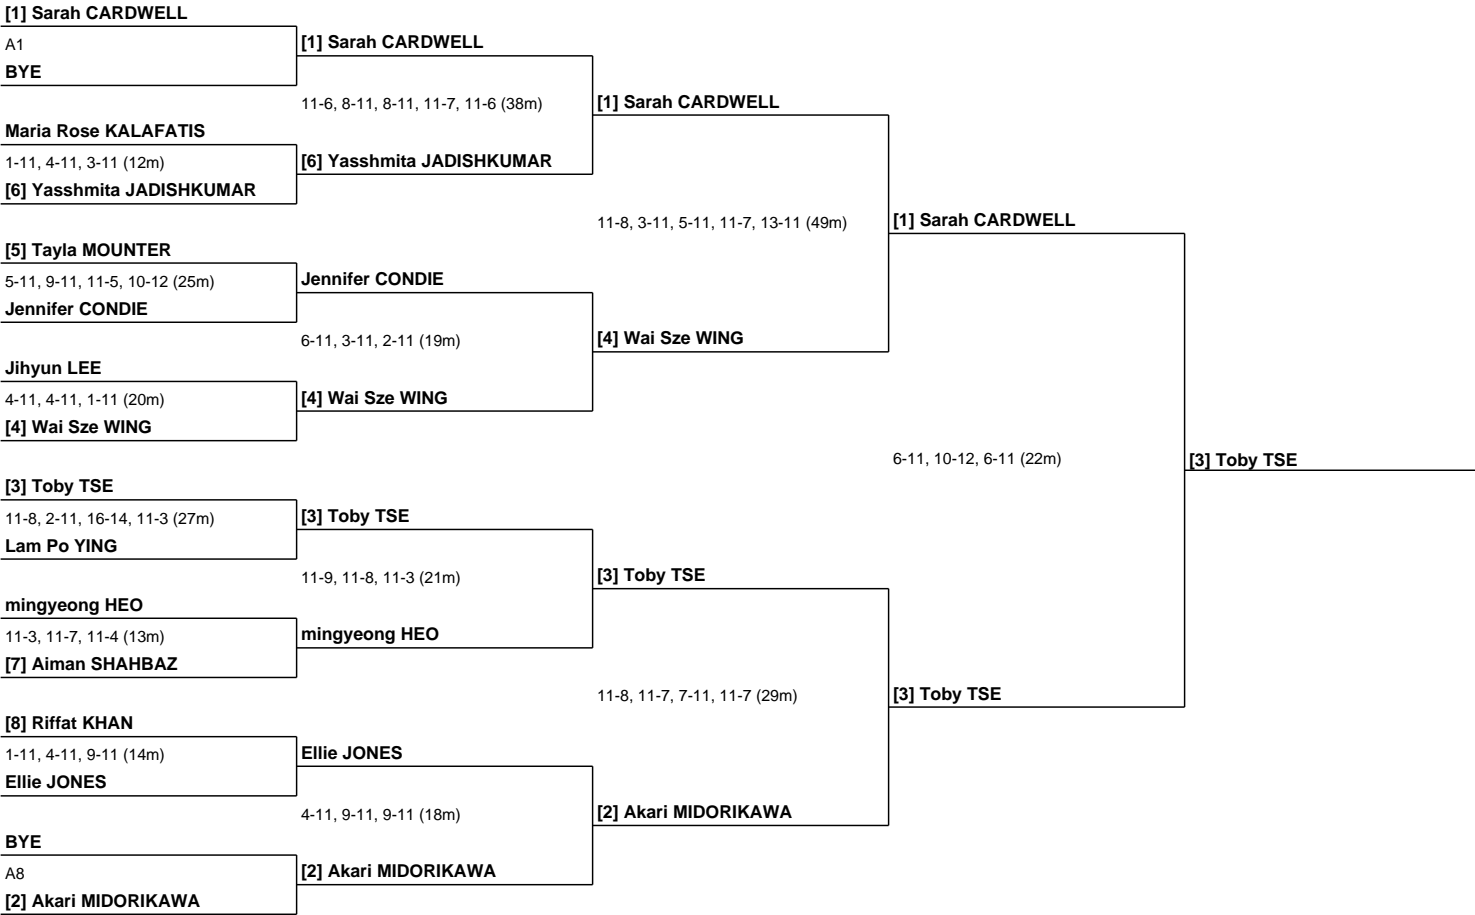 [1] Sarah CARDWELL
A1
BYE
Maria Rose KALAFATIS
1-11, 4-11, 3-11 (12m)
[6] Yasshmita JADISHKUMAR
[5] Tayla MOUNTER
5-11, 9-11, 11-5, 10-12 (25m)
Jennifer CONDIE
Jihyun LEE
4-11, 4-11, 1-11 (20m)
[4] Wai Sze WING
[3] Toby TSE
11-8, 2-11, 16-14, 11-3 (27m)
Lam Po YING
mingyeong HEO
11-3, 11-7, 11-4 (13m)
[7] Aiman SHAHBAZ
[8] Riffat KHAN
1-11, 4-11, 9-11 (14m)
Ellie JONES
BYE
A8
[2] Akari MIDORIKAWA
[1] Sarah CARDWELL
11-6, 8-11, 8-11, 11-7, 11-6 (38m)
[6] Yasshmita JADISHKUMAR
Jennifer CONDIE
6-11, 3-11, 2-11 (19m)
[4] Wai Sze WING
[3] Toby TSE
11-9, 11-8, 11-3 (21m)
mingyeong HEO
Ellie JONES
4-11, 9-11, 9-11 (18m)
[2] Akari MIDORIKAWA
[1] Sarah CARDWELL
11-8, 3-11, 5-11, 11-7, 13-11 (49m)
[4] Wai Sze WING
[3] Toby TSE
11-8, 11-7, 7-11, 11-7 (29m)
[2] Akari MIDORIKAWA
[1] Sarah CARDWELL
6-11, 10-12, 6-11 (22m)
[3] Toby TSE
[3] Toby TSE